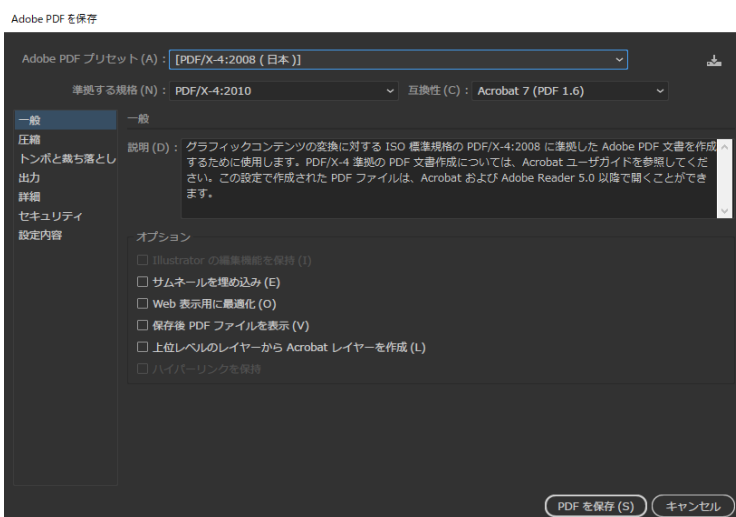 Adobe PDF を保存
Adobe PDF プリセット (A) : [PDF/X-4:2008 ( 日本 )]
準拠する規格 (N) : PDF/X-4:2010 互換性 (C) : Acrobat 7 (PDF 1.6)
一般
圧縮
トンボと裁ち落とし
出力
詳細
セキュリティ
設定内容
一般
説明 (D) : グラフィックコンテンツの変換に対する ISO 標準規格の PDF/X-4:2008 に準拠した Adobe PDF 文書を作成
するために使用します。PDF/X-4 準拠の PDF 文書作成については、Acrobat ユーザガイドを参照してくだ
さい。この設定で作成された PDF ファイルは、Acrobat および Adobe Reader 5.0 以降で開くことができ
ます。
オプション
Illustrator の編集機能を保持 (I)
サムネールを埋め込み (E)
Web 表示用に最適化 (O)
保存後 PDF ファイルを表示 (V)
上位レベルのレイヤーから Acrobat レイヤーを作成 (L)
ハイパーリンクを保持
PDF を保存 (S) キャンセル